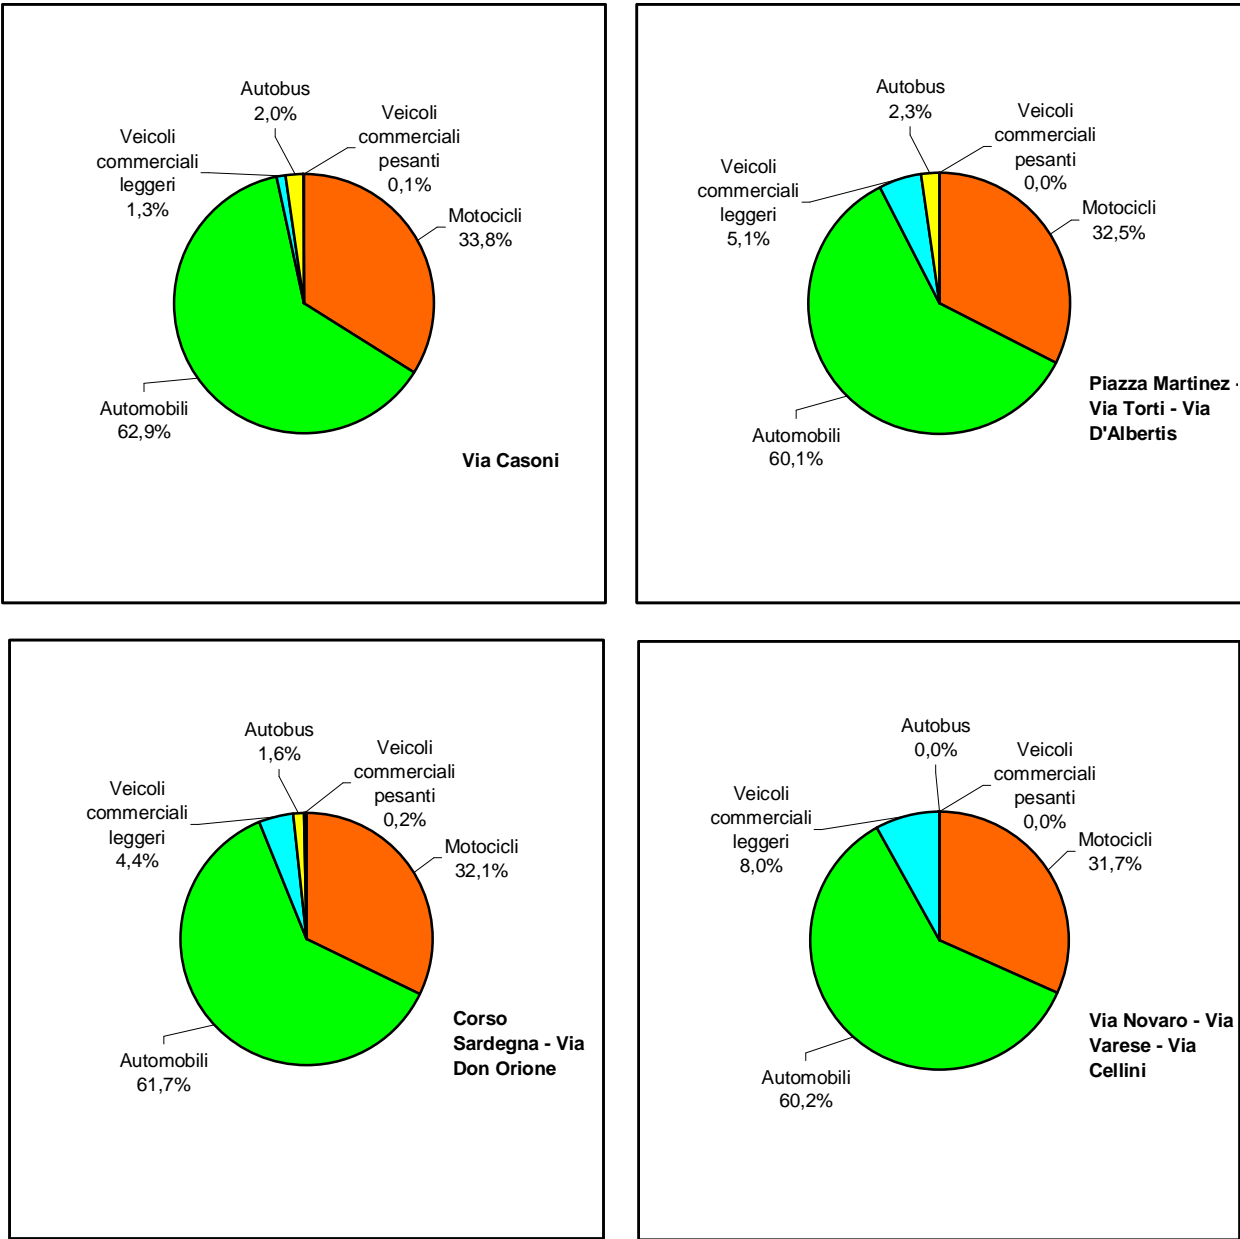 Autobus
2,0%
Veicoli
commerciali
pesanti
0,1%
Veicoli
commerciali
leggeri
1,3%
Motocicli
33,8%
Automobili
62,9%
Via Casoni
Autobus
2,3%
Veicoli
commerciali
pesanti
0,0%
Veicoli
commerciali
leggeri
5,1%
Motocicli
32,5%
Automobili
60,1%
Piazza Martinez -
Via Torti - Via
D'Albertis
Autobus
1,6%
Veicoli
commerciali
pesanti
0,2%
Veicoli
commerciali
leggeri
4,4%
Motocicli
32,1%
Automobili
61,7%
Corso
Sardegna - Via
Don Orione
Autobus
0,0%
Veicoli
commerciali
pesanti
0,0%
Veicoli
commerciali
leggeri
8,0%
Motocicli
31,7%
Automobili
60,2%
Via Novaro - Via
Varese - Via
Cellini